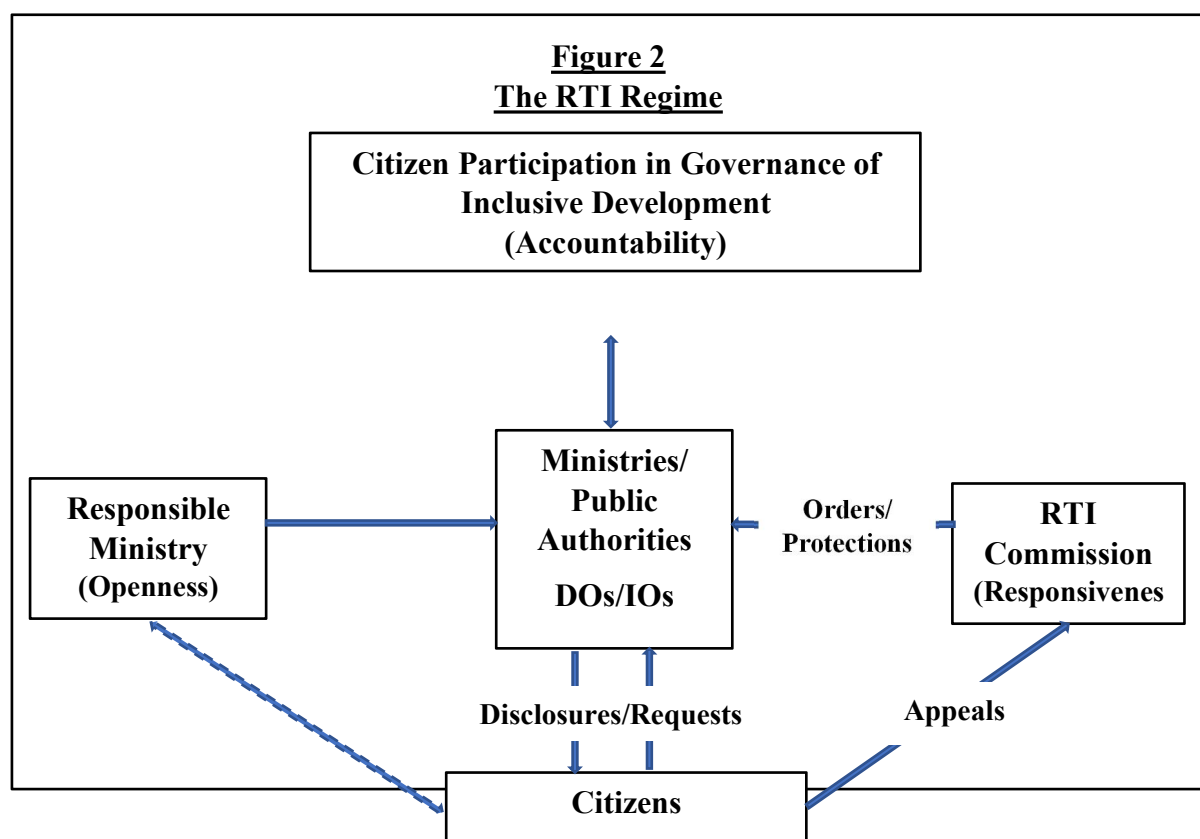 Figure 2
The RTI Regime
Citizen Participation in Governance of
Inclusive Development
(Accountability)
Ministries/
Public
Authorities
DOs/IOs
Responsible
Ministry
(Openness)
Orders/
Protections
RTI
Commission
(Responsivenes
Disclosures/Requests
Appeals
Citizens